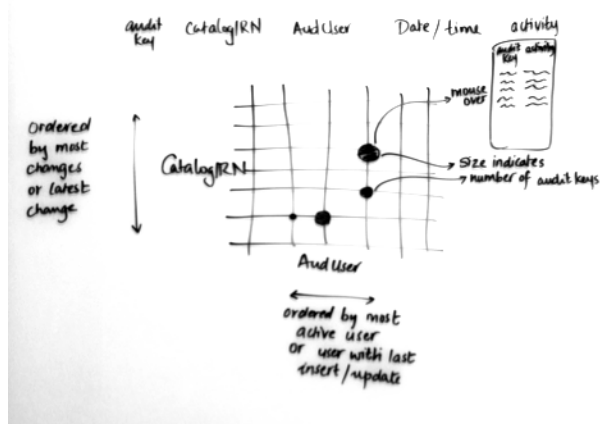 audit
key
CatalogIRN
AudUser
Date / time
activity
audit
key
activity
mouse
over
ordered
by most
changes
or latest
change
CatalogIRN
size indicates
number of audit keys
AudUser
ordered by most
active user
or user with last
insert/update